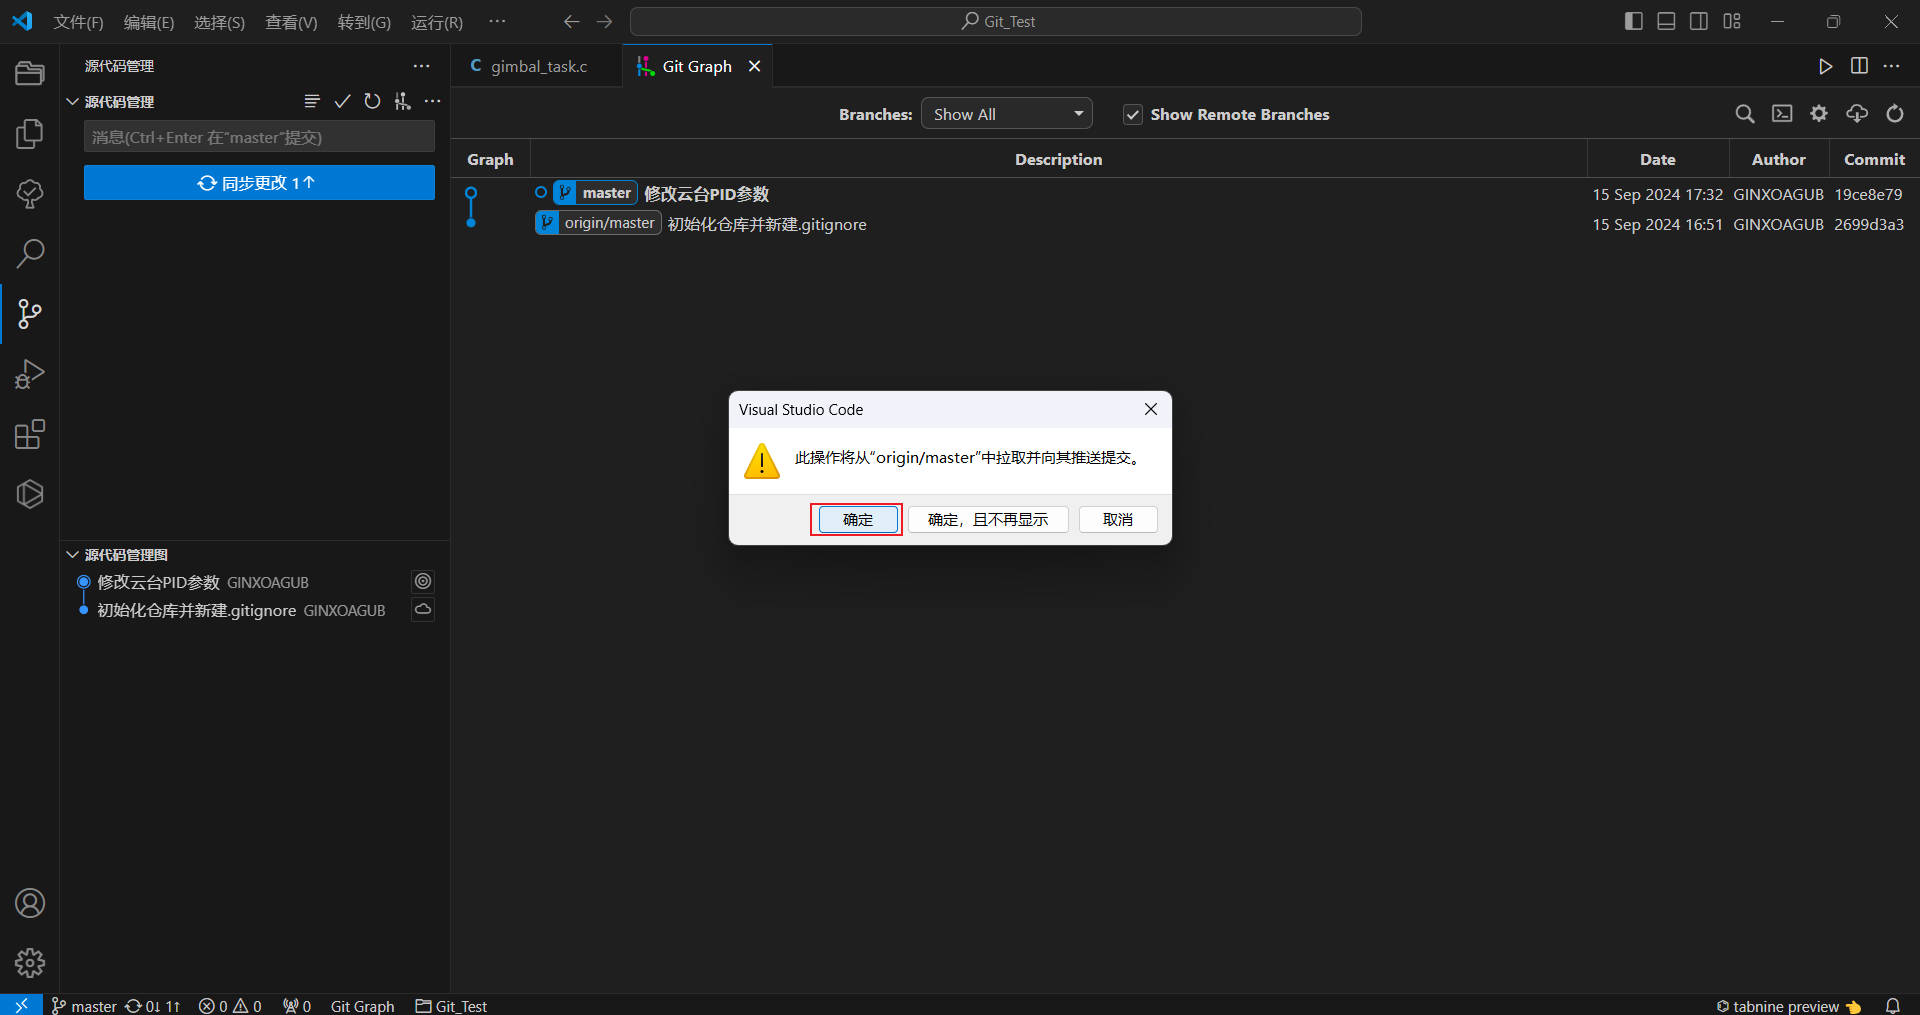 文件(F) 编辑(E) 选择(S) 查看(V) 转到(G) 运行(R) ··· Git_Test
源代码管理
C gimbal_task.c Git Graph
源代码管理
消息(Ctrl+Enter 在"master"提交)
同步更改 1↑
Branches: Show All Show Remote Branches
Graph Description Date Author Commit
master 修改云台PID参数 15 Sep 2024 17:32 GINXOAGUB 19ce8e79
origin/master 初始化仓库并新建.gitignore 15 Sep 2024 16:51 GINXOAGUB 2699d3a3
Visual Studio Code
此操作将从“origin/master”中拉取并向其推送提交。
确定 确定，且不再显示 取消
源代码管理图
修改云台PID参数 GINXOAGUB
初始化仓库并新建.gitignore GINXOAGUB
master 0↓ 1↑ 0 0 0 Git Graph Git_Test tabnine preview